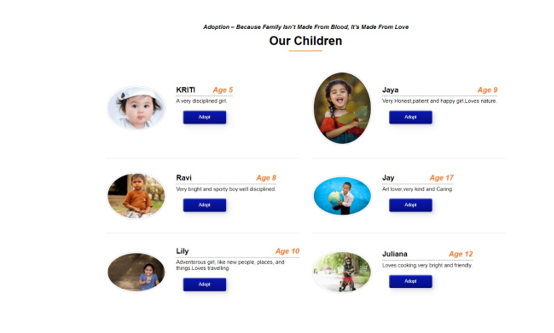 Adoption – Because Family Isn't Made From Blood, It's Made From Love
Our Children
KRITI Age 5
A very disciplined girl.
Adopt
Jaya Age 9
Very Honest,patient and happy girl.Loves nature.
Adopt
Ravi Age 8
Very bright and sporty boy.well disciplined.
Adopt
Jay Age 17
Art lover,very kind and Caring.
Adopt
Lily Age 10
Adventerous girl, like new people, places, and
things.Loves travelling
Adopt
Juliana Age 12
Loves cooking.very bright and friendly.
Adopt